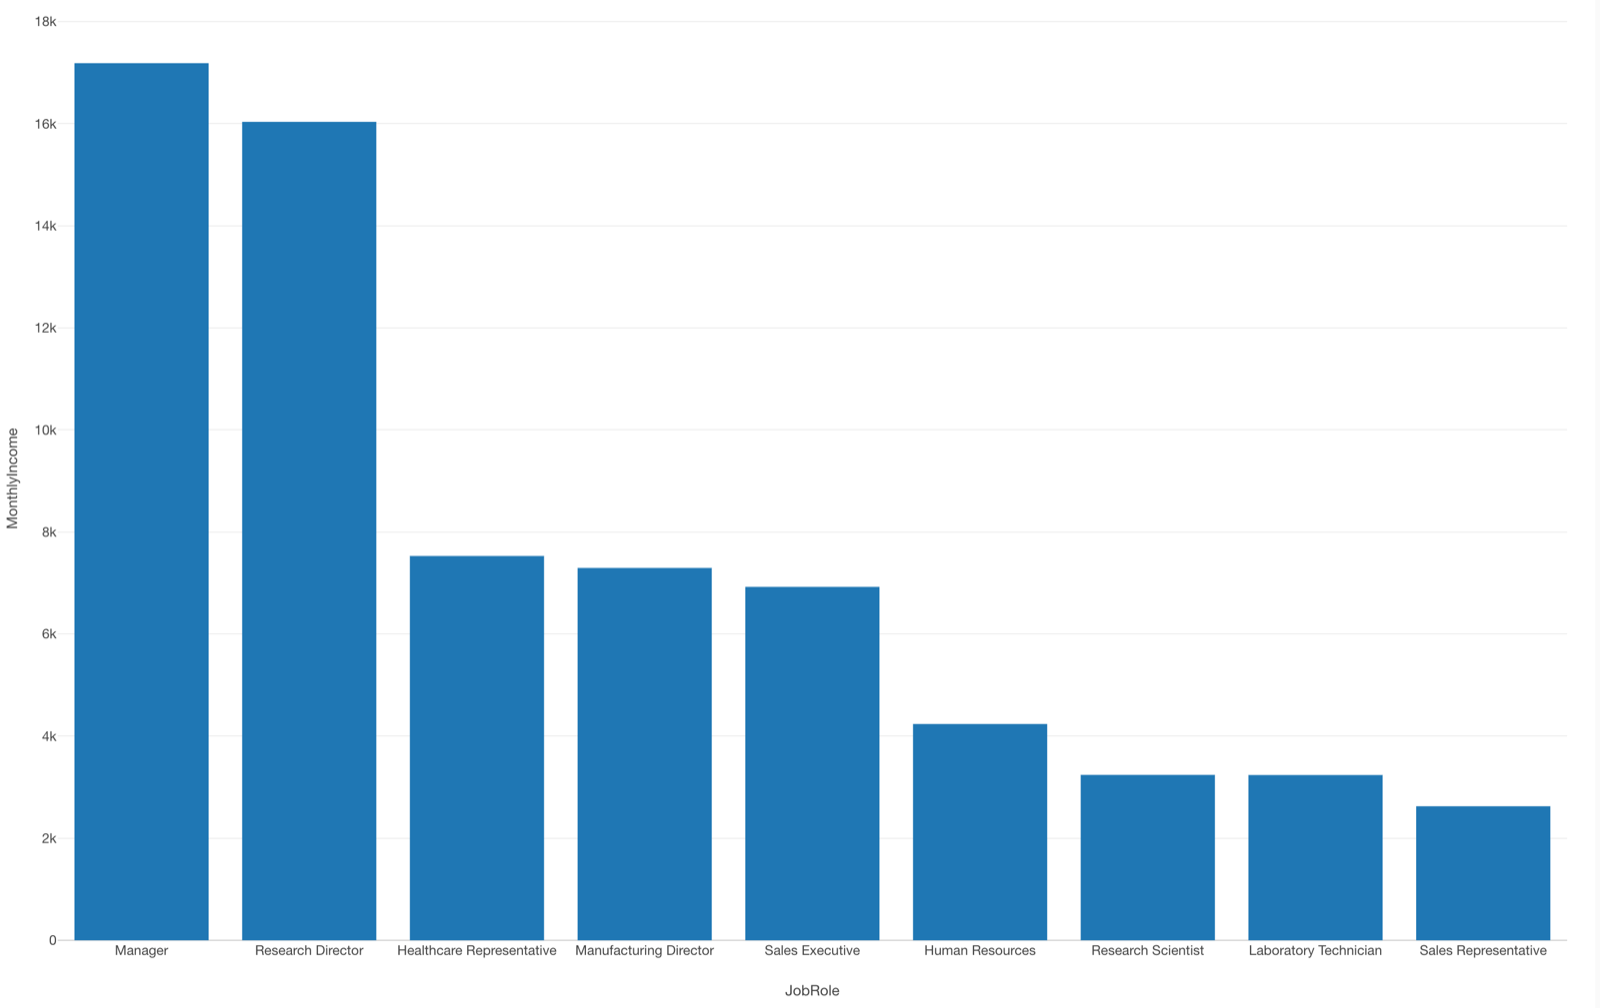 18k
16k
14k
12k
10k
8k
6k
4k
2k
0
MonthlyIncome
Manager
Research Director
Healthcare Representative
Manufacturing Director
Sales Executive
Human Resources
Research Scientist
Laboratory Technician
Sales Representative
JobRole